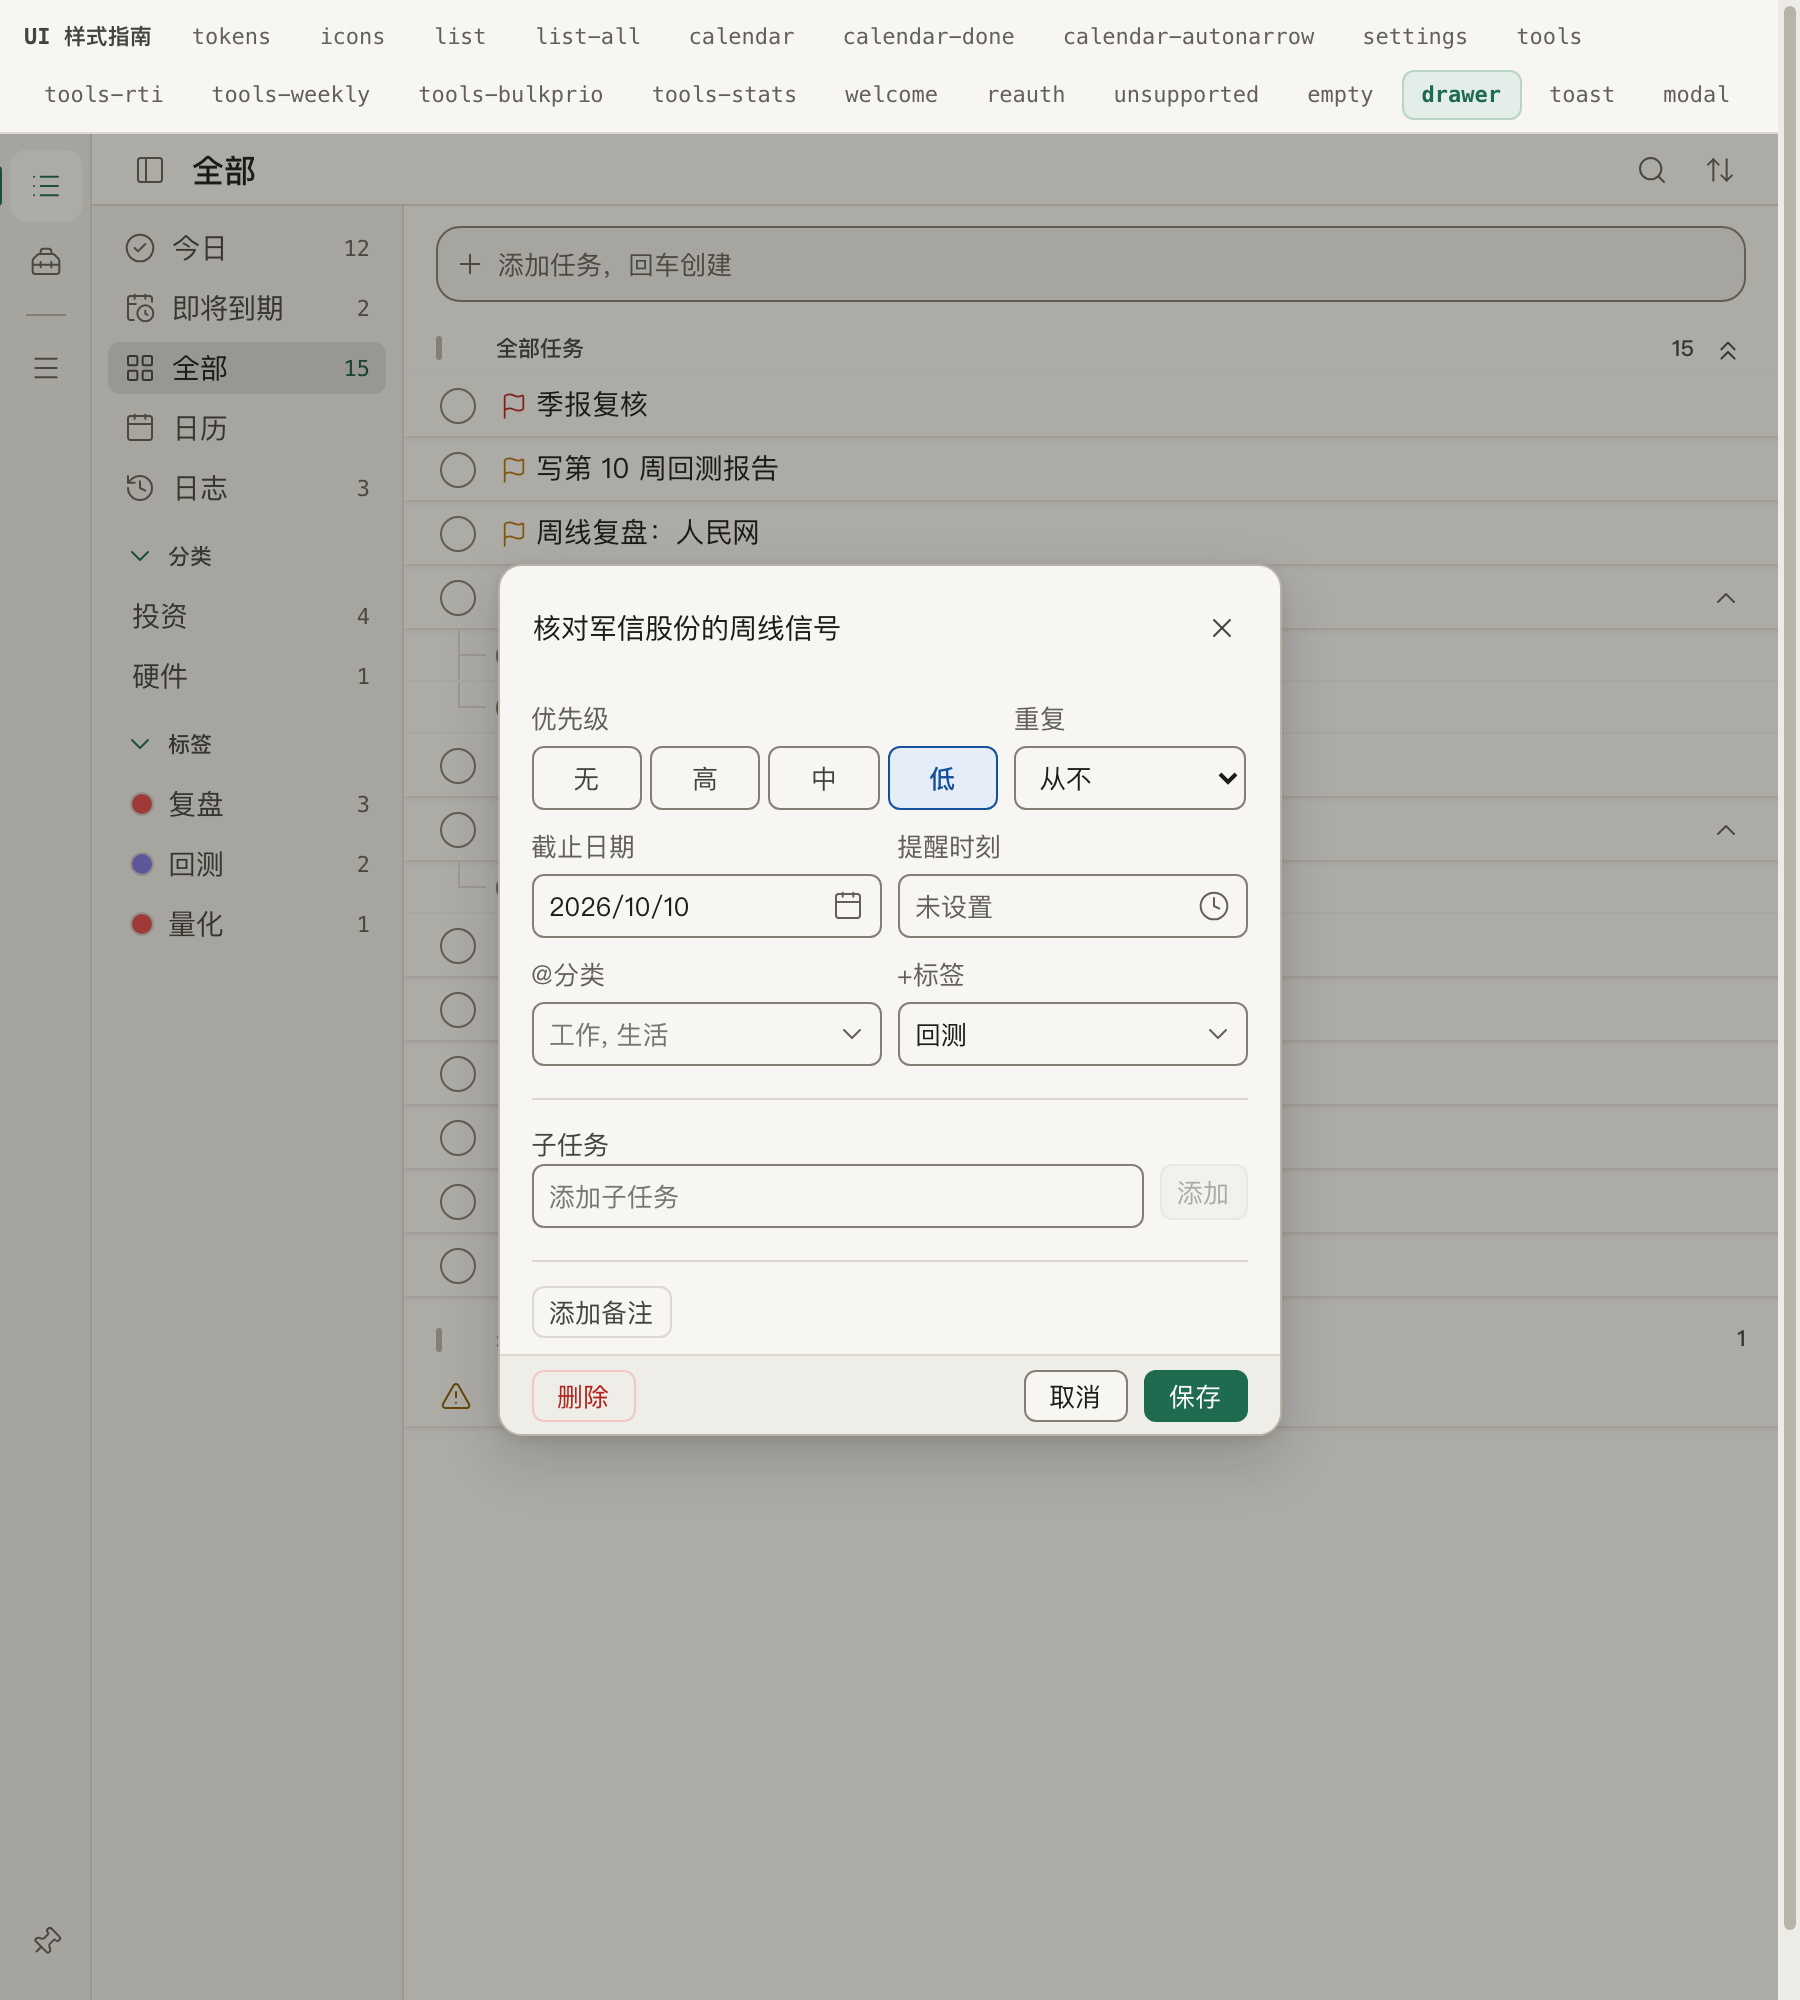 UI 样式指南 tokens icons list list-all calendar calendar-done calendar-autonarrow settings tools
tools-rti tools-weekly tools-bulkprio tools-stats welcome reauth unsupported empty drawer toast modal
全部
今日 12
即将到期 2
全部 15
日历
日志 3
分类
投资 4
硬件 1
标签
复盘 3
回测 2
量化 1
添加任务，回车创建
全部任务 15
季报复核
写第 10 周回测报告
周线复盘：人民网
核对军信股份的周线信号
优先级 重复
无 高 中 低 从不
截止日期 提醒时刻
2026/10/10 未设置
@分类 +标签
工作, 生活 回测
子任务
添加子任务 添加
添加备注
删除 取消 保存
1